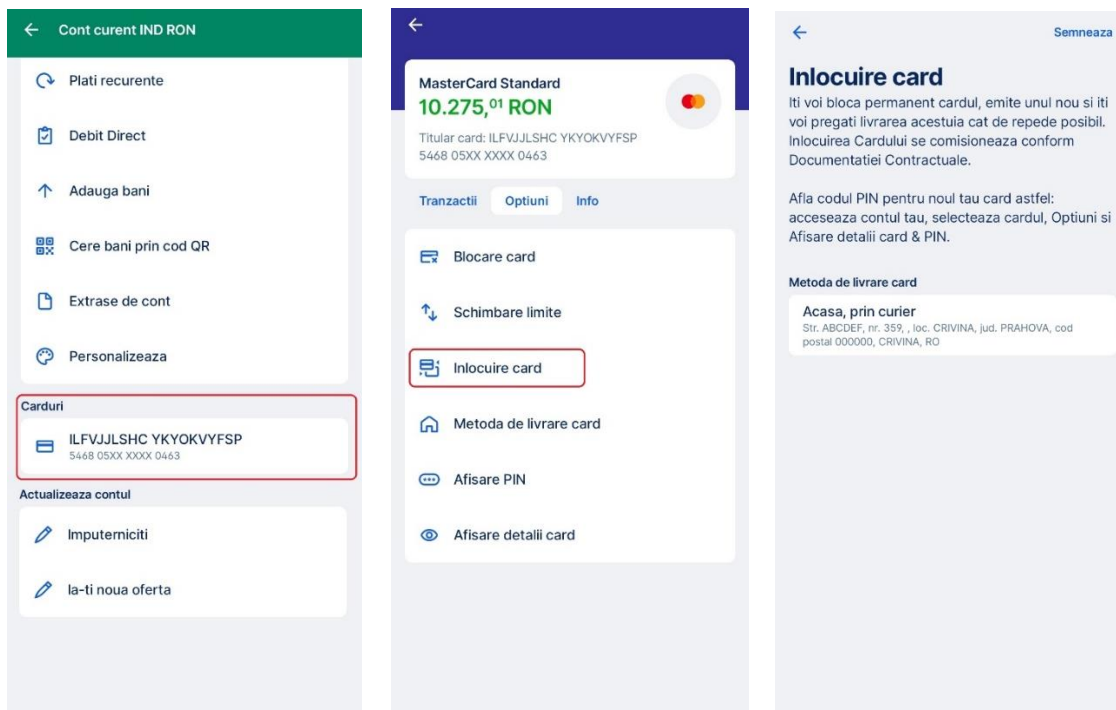 Cont curent IND RON
Plati recurente
Debit Direct
Adauga bani
Cere bani prin cod QR
Extrase de cont
Personalizeaza
Carduri
ILFVJJLSHC YKYOKVYFSP
5468 05XX XXXX 0463
Actualizeaza contul
Imputerniciti
Ia-ti noua oferta
MasterCard Standard
10.275,01 RON
Titular card: ILFVJJLSHC YKYOKVYFSP
5468 05XX XXXX 0463
Tranzactii Optiuni Info
Blocare card
Schimbare limite
Inlocuire card
Metoda de livrare card
Afisare PIN
Afisare detalii card
Semneaza
Inlocuire card
Iti voi bloca permanent cardul, emite unul nou si iti
voi pregati livrarea acestuia cat de repede posibil.
Inlocuirea Cardului se comisioneaza conform
Documentatiei Contractuale.
Afla codul PIN pentru noul tau card astfel:
acceseaza contul tau, selecteaza cardul, Optiuni si
Afisare detalii card & PIN.
Metoda de livrare card
Acasa, prin curier
Str. ABCDEF, nr. 359, , loc. CRIVINA, jud. PRAHOVA, cod
postal 000000, CRIVINA, RO